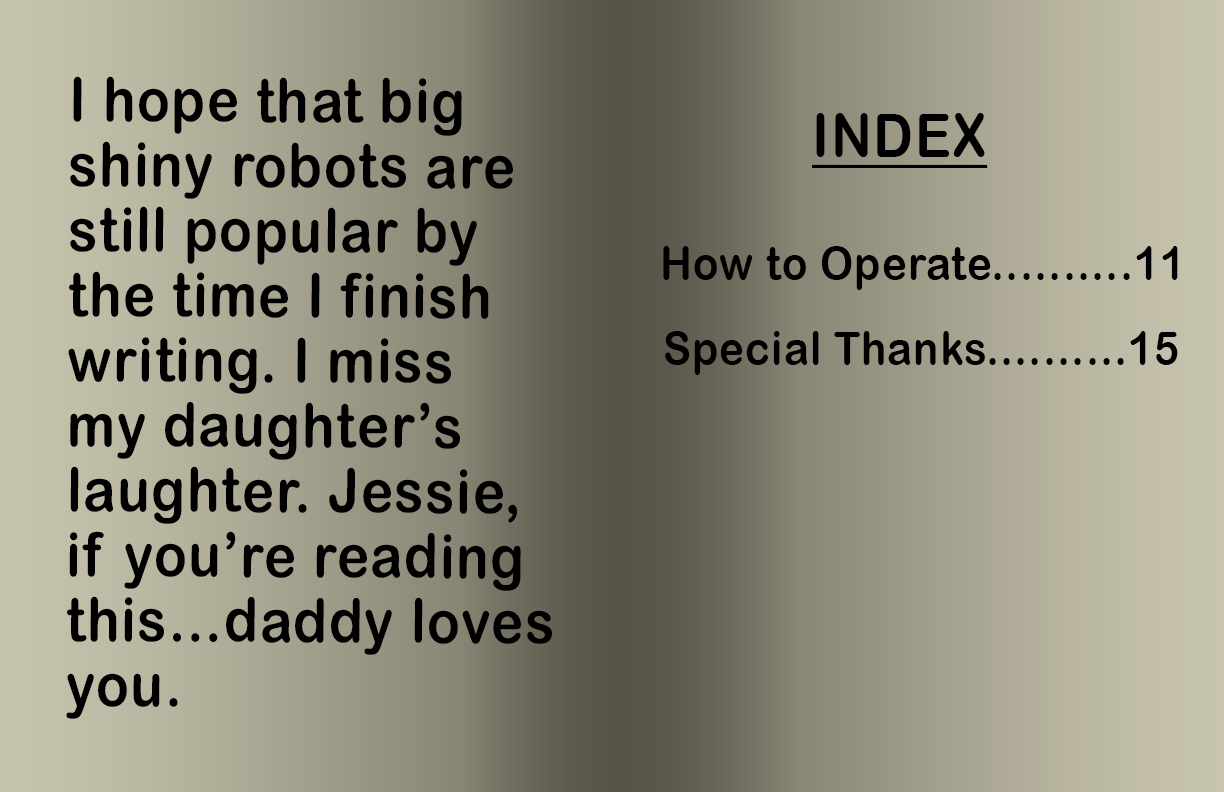 I hope that big
shiny robots are
still popular by
the time I finish
writing. I miss
my daughter’s
laughter. Jessie,
if you’re reading
this...daddy loves
you.
INDEX
How to Operate..........11
Special Thanks..........15